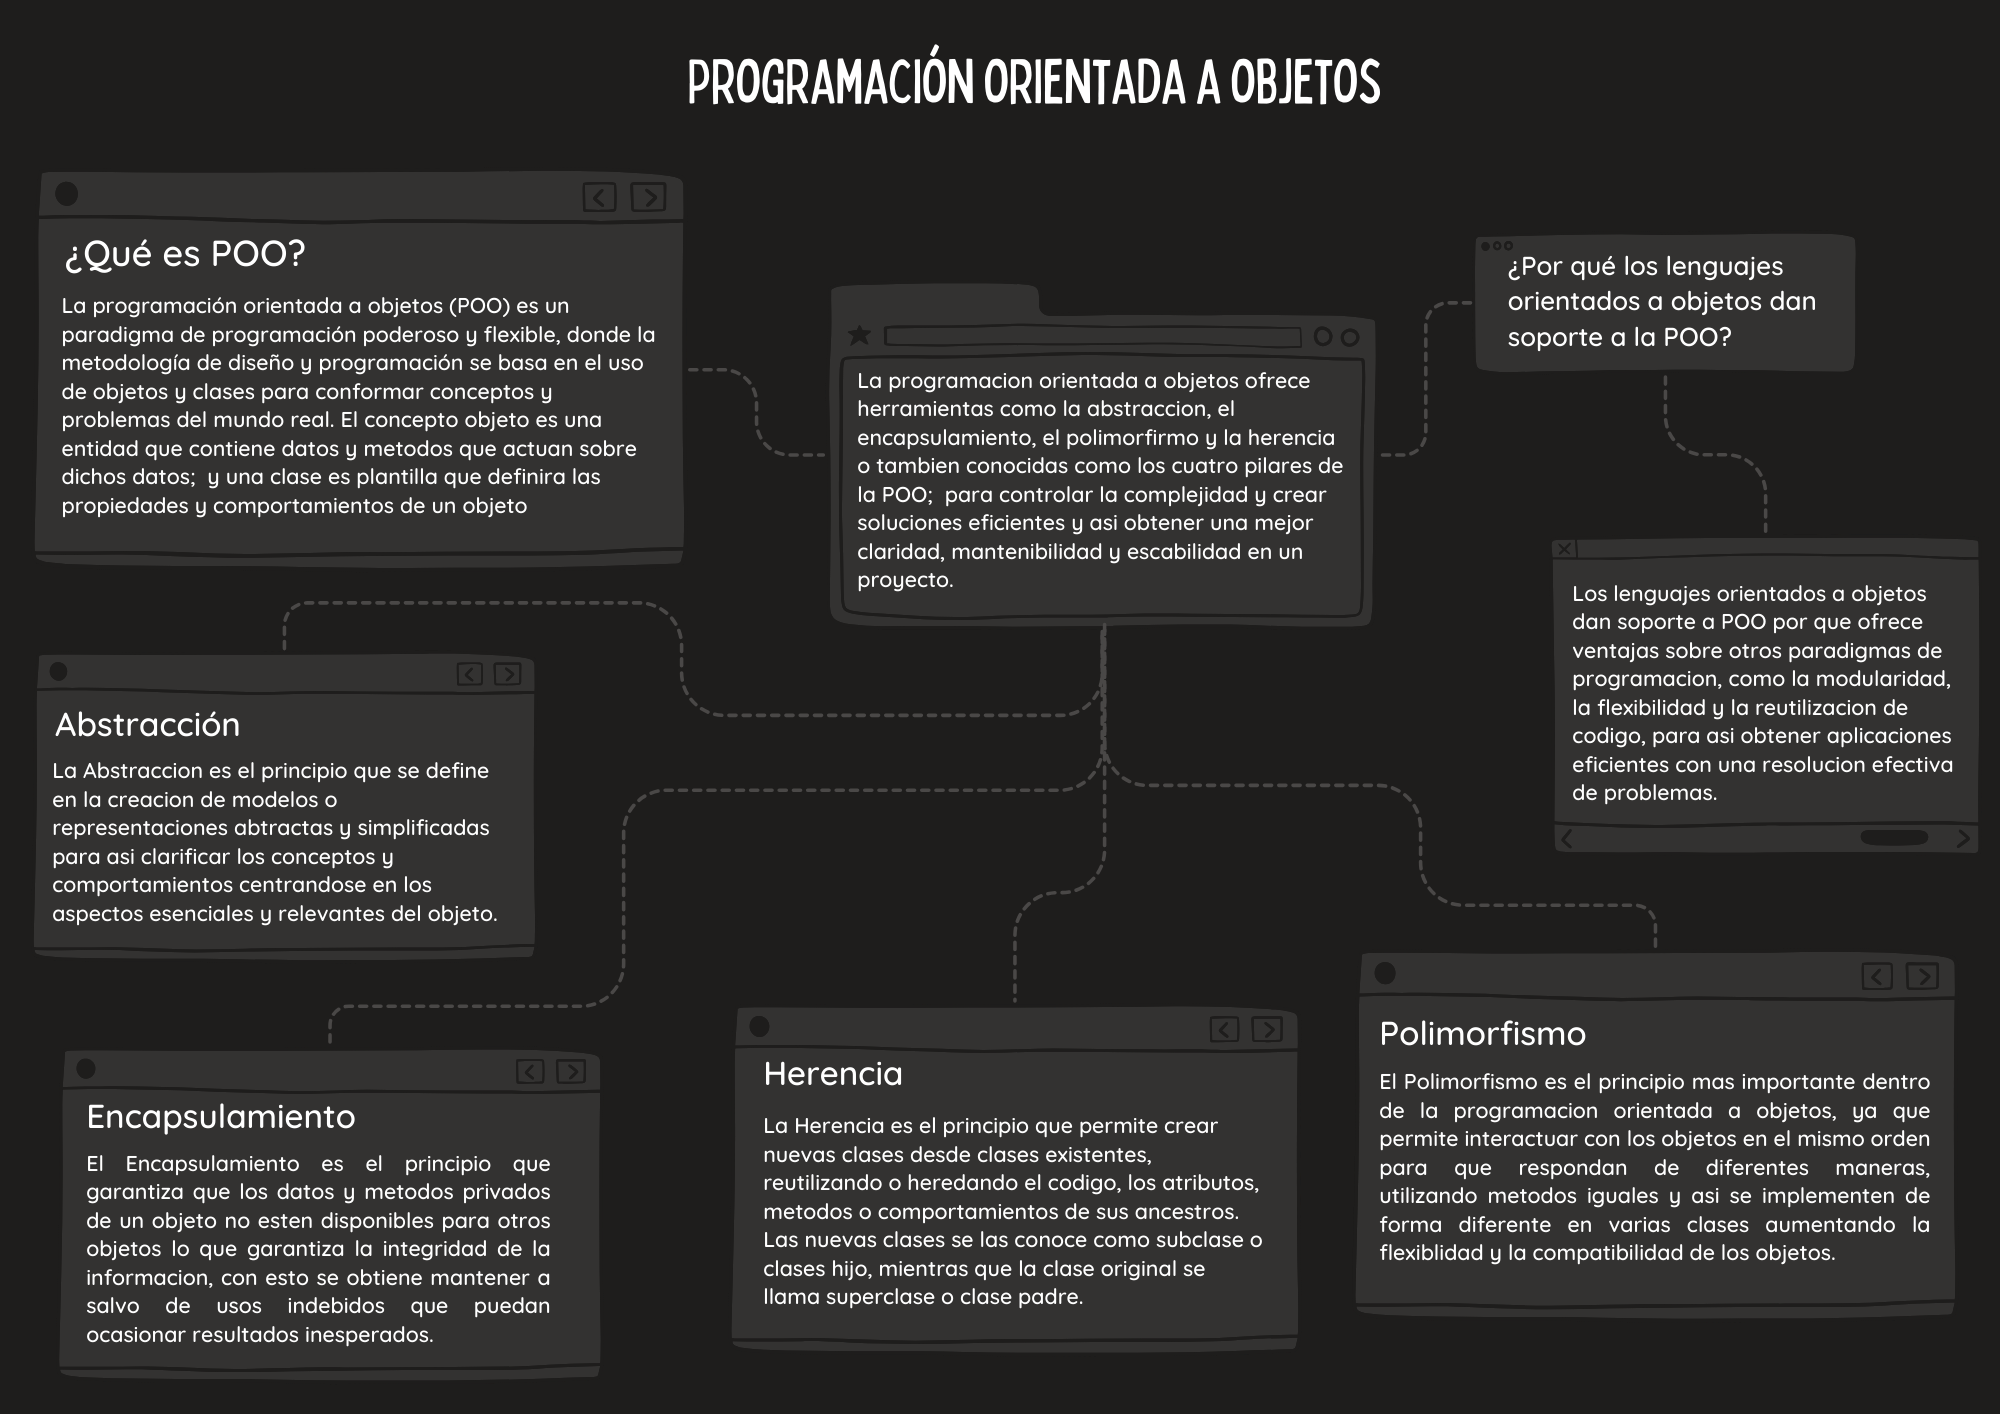 PROGRAMACIÓN ORIENTADA A OBJETOS
¿Qué es POO?
La programación orientada a objetos (POO) es un
paradigma de programación poderoso y flexible, donde la
metodología de diseño y programación se basa en el uso
de objetos y clases para conformar conceptos y
problemas del mundo real. El concepto objeto es una
entidad que contiene datos y metodos que actuan sobre
dichos datos;  y una clase es plantilla que definira las
propiedades y comportamientos de un objeto
La programacion orientada a objetos ofrece
herramientas como la abstraccion, el
encapsulamiento, el polimorfirmo y la herencia
o tambien conocidas como los cuatro pilares de
la POO;  para controlar la complejidad y crear
soluciones eficientes y asi obtener una mejor
claridad, mantenibilidad y escabilidad en un
proyecto.
¿Por qué los lenguajes
orientados a objetos dan
soporte a la POO?
Los lenguajes orientados a objetos
dan soporte a POO por que ofrece
ventajas sobre otros paradigmas de
programacion, como la modularidad,
la flexibilidad y la reutilizacion de
codigo, para asi obtener aplicaciones
eficientes con una resolucion efectiva
de problemas.
Abstracción
La Abstraccion es el principio que se define
en la creacion de modelos o
representaciones abtractas y simplificadas
para asi clarificar los conceptos y
comportamientos centrandose en los
aspectos esenciales y relevantes del objeto.
Encapsulamiento
El Encapsulamiento es el principio que
garantiza que los datos y metodos privados
de un objeto no esten disponibles para otros
objetos lo que garantiza la integridad de la
informacion, con esto se obtiene mantener a
salvo de usos indebidos que puedan
ocasionar resultados inesperados.
Herencia
La Herencia es el principio que permite crear
nuevas clases desde clases existentes,
reutilizando o heredando el codigo, los atributos,
metodos o comportamientos de sus ancestros.
Las nuevas clases se las conoce como subclase o
clases hijo, mientras que la clase original se
llama superclase o clase padre.
Polimorfismo
El Polimorfismo es el principio mas importante dentro
de la programacion orientada a objetos, ya que
permite interactuar con los objetos en el mismo orden
para que respondan de diferentes maneras,
utilizando metodos iguales y asi se implementen de
forma diferente en varias clases aumentando la
flexiblidad y la compatibilidad de los objetos.